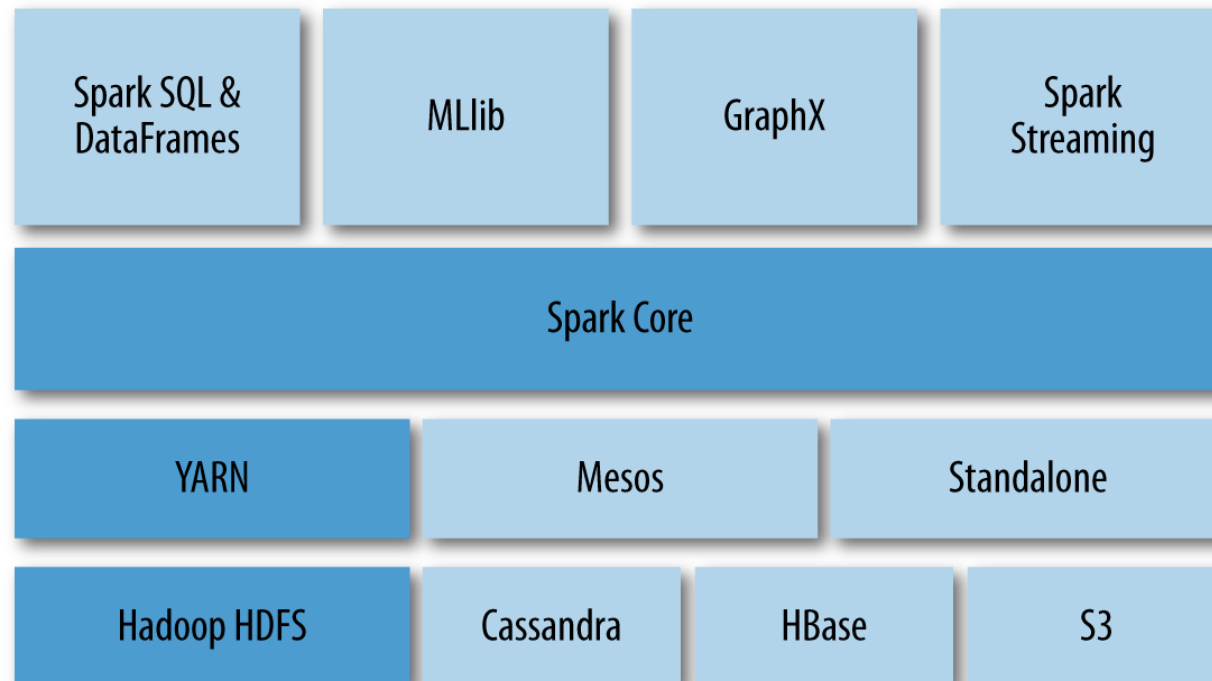 Spark SQL &
DataFrames
MLlib
GraphX
Spark
Streaming
Spark Core
YARN
Mesos
Standalone
Hadoop HDFS
Cassandra
HBase
S3